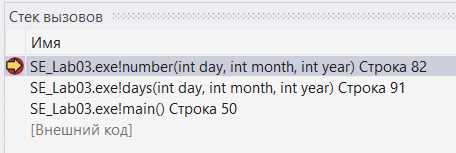 Стек вызовов
Имя
SE_Lab03.exe!number(int day, int month, int year) Строка 82
SE_Lab03.exe!days(int day, int month, int year) Строка 91
SE_Lab03.exe!main() Строка 50
[Внешний код]